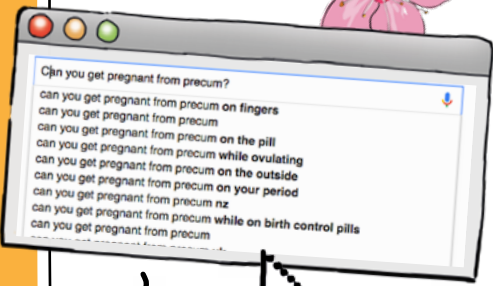 Can you get pregnant from precum?
can you get pregnant from precum on fingers
can you get pregnant from precum
can you get pregnant from precum on the pill
can you get pregnant from precum while ovulating
can you get pregnant from precum on the outside
can you get pregnant from precum on your period
can you get pregnant from precum nz
can you get pregnant from precum while on birth control pills
can you get pregnant from precum